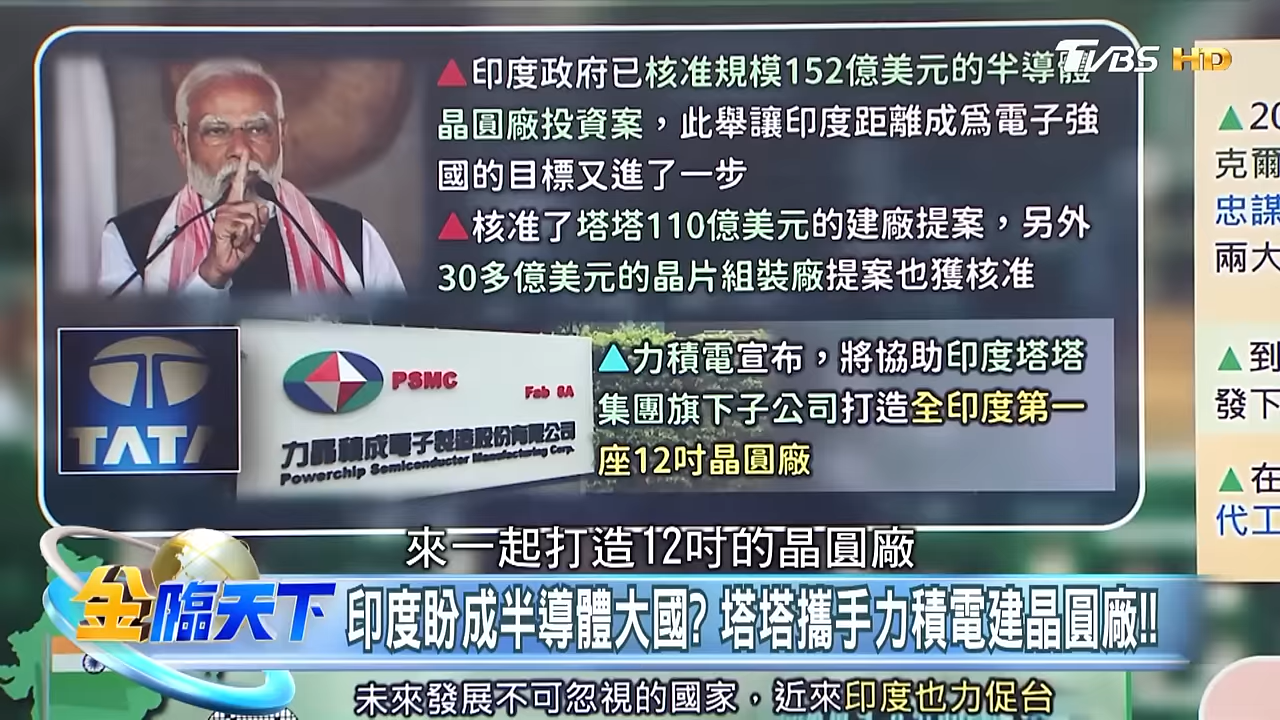 TVBS HD
▲印度政府已核准規模152億美元的半導體
晶圓廠投資案，此舉讓印度距離成爲電子強
國的目標又進了一步
▲核准了塔塔110億美元的建廠提案，另外
30多億美元的晶片組裝廠提案也獲核准
TATA
PSMC
Fab 8A
力晶積成電子製造股份有限公司
Powerchip Semiconductor Manufacturing Corp.
▲力積電宣布，將協助印度塔塔
集團旗下子公司打造全印度第一
座12吋晶圓廠
▲20
克爾
忠謀
兩大
▲到
發下
▲在
代工
來一起打造12吋的晶圓廠
金臨天下
印度盼成半導體大國? 塔塔攜手力積電建晶圓廠!!
未來發展不可忽視的國家，近來印度也力促台